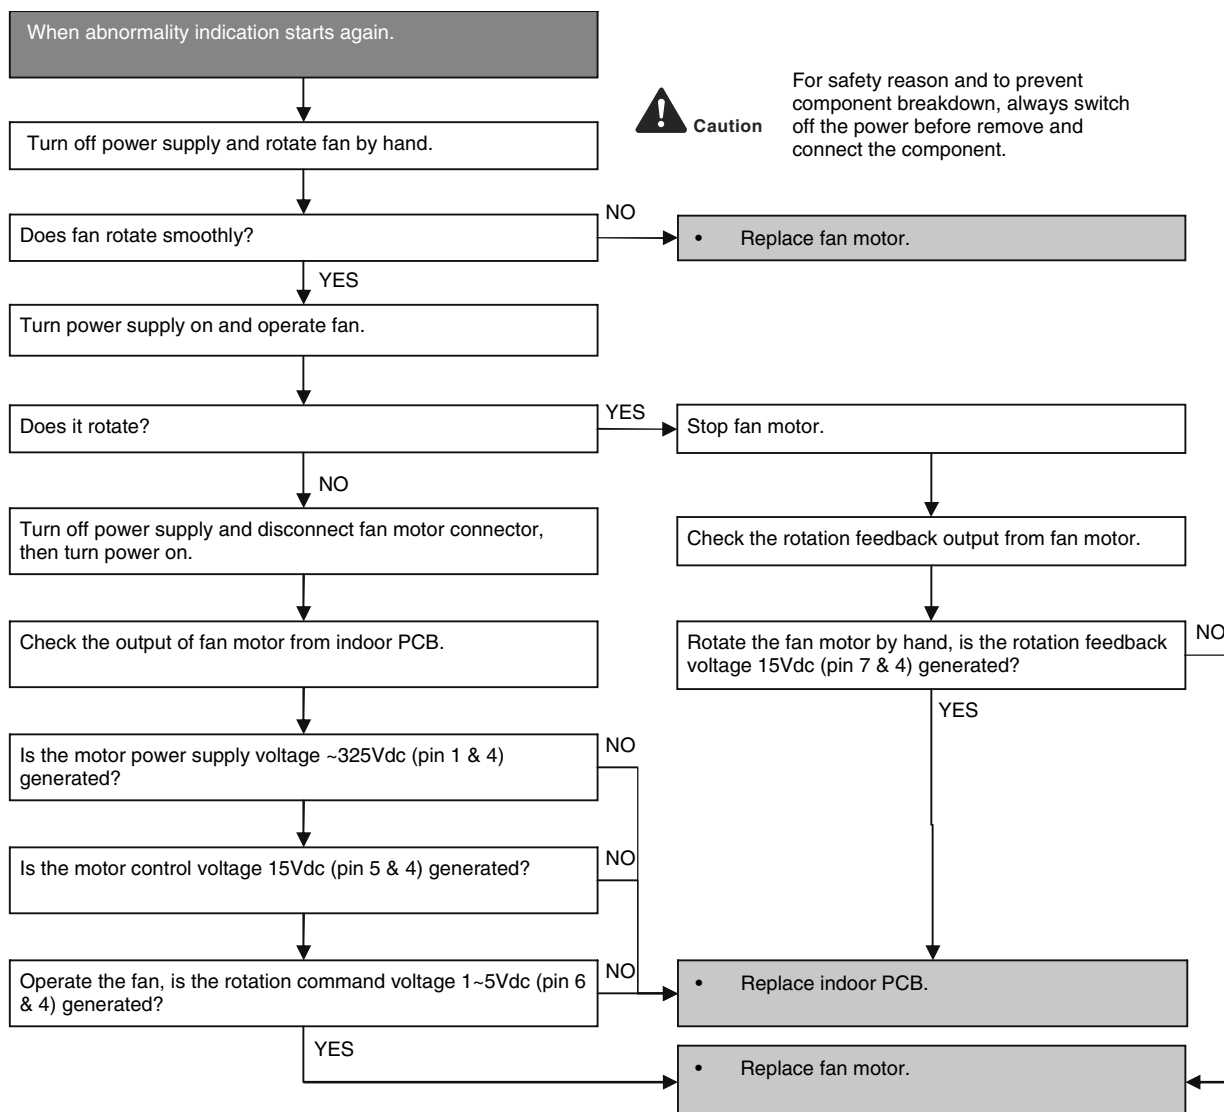 When abnormality indication starts again.
For safety reason and to prevent
component breakdown, always switch
off the power before remove and
connect the component.
Caution
Turn off power supply and rotate fan by hand.
Does fan rotate smoothly?
NO
• Replace fan motor.
YES
Turn power supply on and operate fan.
Does it rotate?
YES
Stop fan motor.
NO
Turn off power supply and disconnect fan motor connector,
then turn power on.
Check the rotation feedback output from fan motor.
Check the output of fan motor from indoor PCB.
Rotate the fan motor by hand, is the rotation feedback
voltage 15Vdc (pin 7 & 4) generated?
NO
YES
Is the motor power supply voltage ~325Vdc (pin 1 & 4)
generated?
NO
Is the motor control voltage 15Vdc (pin 5 & 4) generated?
NO
Operate the fan, is the rotation command voltage 1~5Vdc (pin 6
& 4) generated?
NO
• Replace indoor PCB.
YES
• Replace fan motor.